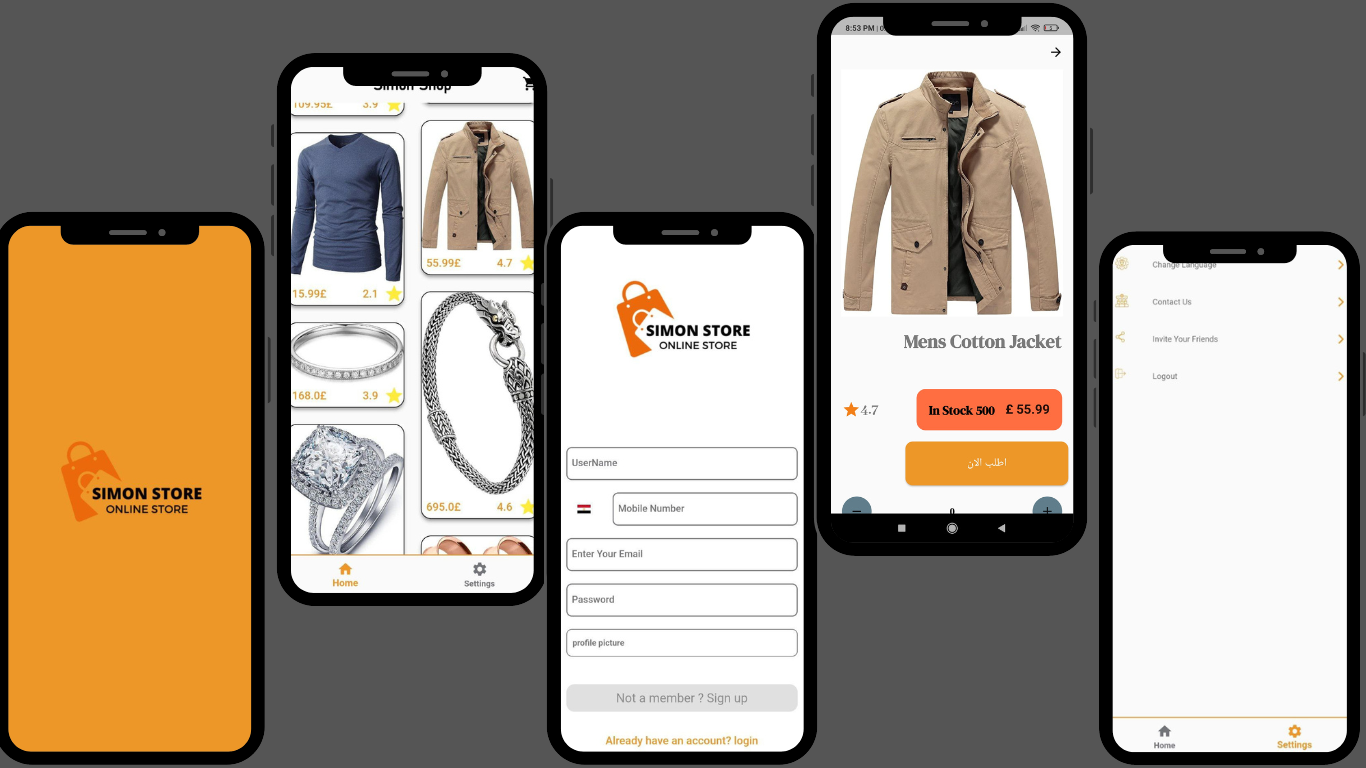 SIMON STORE
ONLINE STORE
Simon Shop
109.95£ 3.9
15.99£ 2.1
55.99£ 4.7
168.0£ 3.9
695.0£ 4.6
Home
Settings
SIMON STORE
ONLINE STORE
UserName
Mobile Number
Enter Your Email
Password
profile picture
Not a member ? Sign up
Already have an account? login
8:53 PM
Mens Cotton Jacket
4.7
In Stock 500 £ 55.99
اطلب الان
Change Language
Contact Us
Invite Your Friends
Logout
Home
Settings